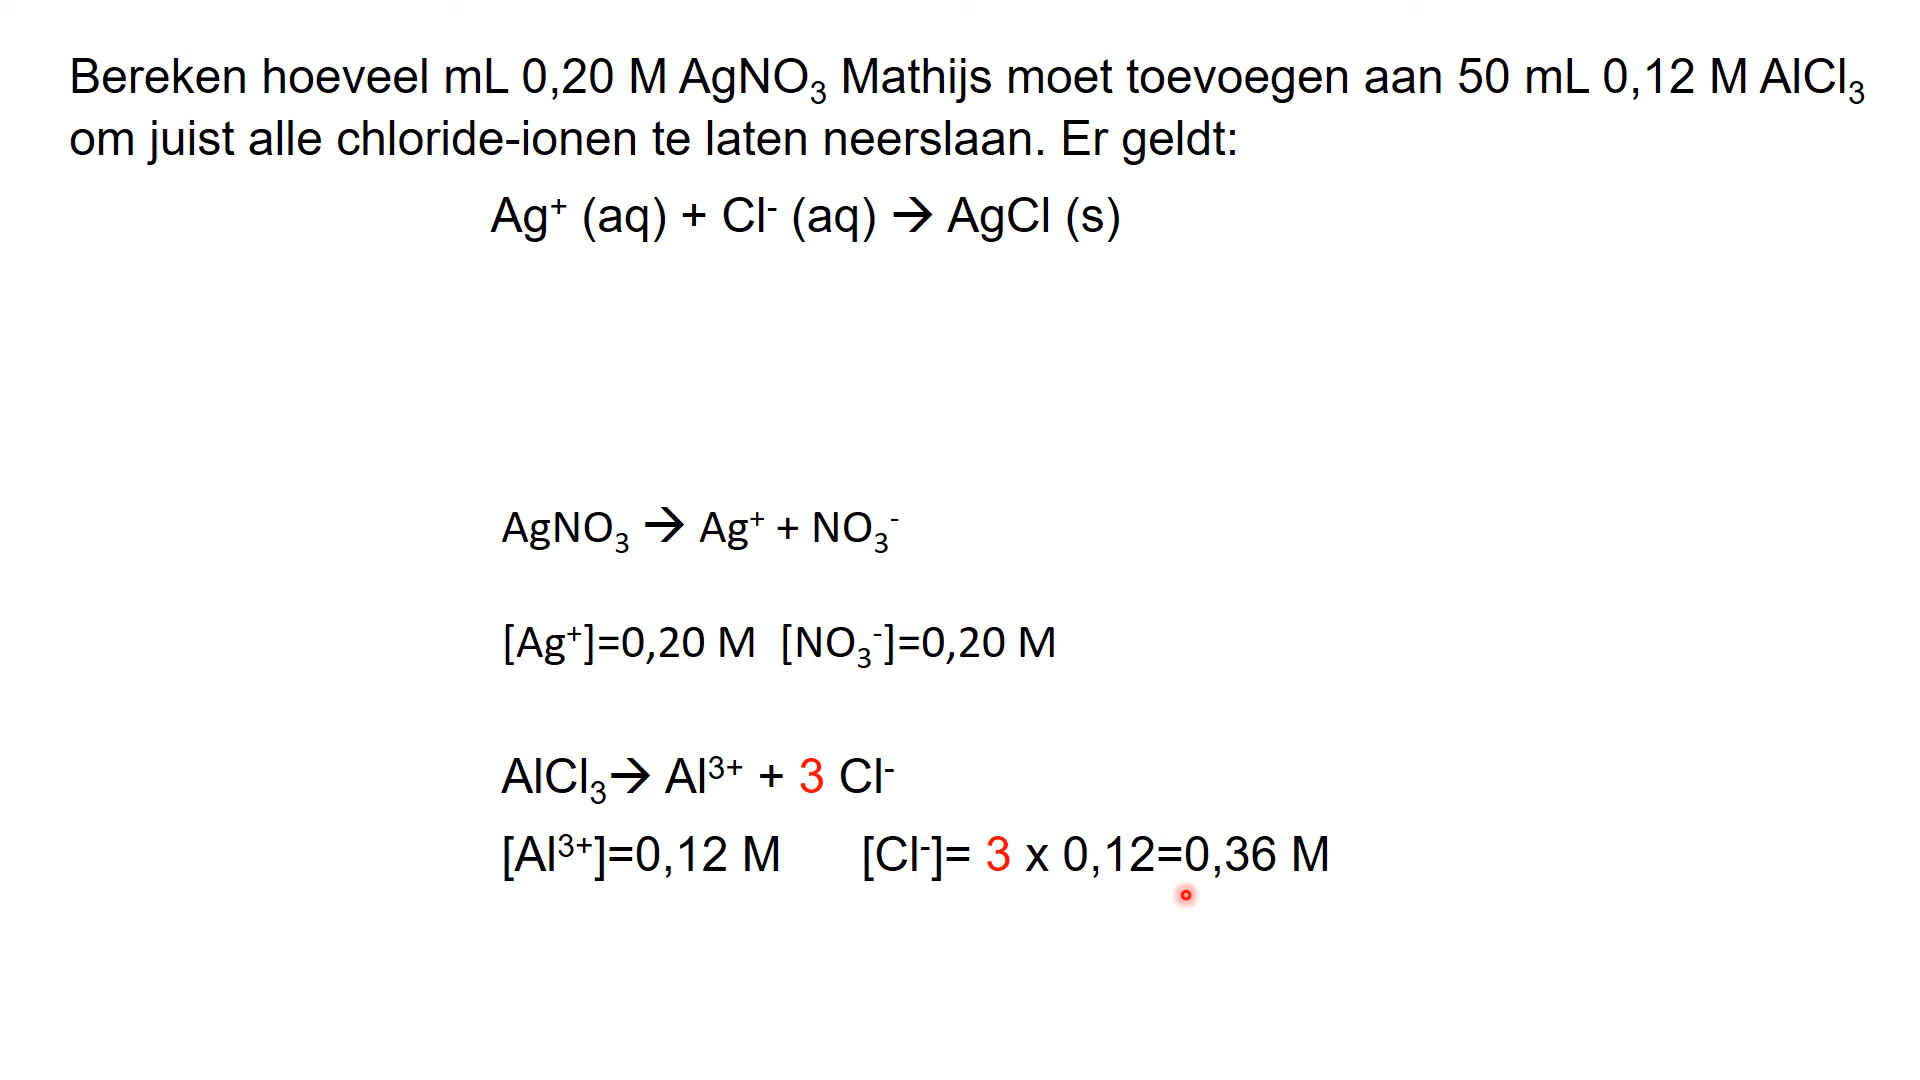 Bereken hoeveel mL 0,20 M AgNO₃ Mathijs moet toevoegen aan 50 mL 0,12 M AlCl₃
om juist alle chloride-ionen te laten neerslaan. Er geldt:
Ag⁺ (aq) + Cl⁻ (aq) → AgCl (s)
AgNO₃ → Ag⁺ + NO₃⁻
[Ag⁺]=0,20 M [NO₃⁻]=0,20 M
AlCl₃→ Al³⁺ + 3 Cl⁻
[Al³⁺]=0,12 M [Cl⁻]= 3 x 0,12=0,36 M